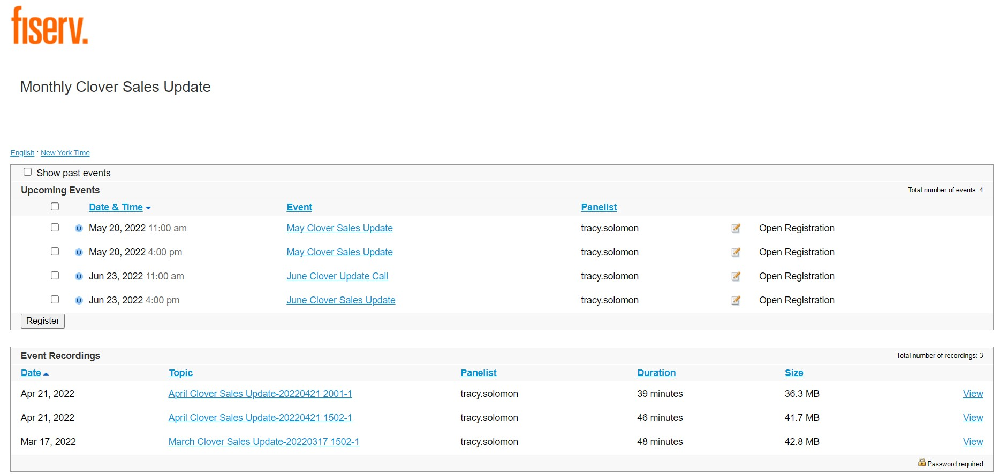 fiserv.
Monthly Clover Sales Update
English : New York Time
Show past events
Upcoming Events Total number of events: 4
Date & Time Event Panelist
U May 20, 2022 11:00 am May Clover Sales Update tracy.solomon Open Registration
U May 20, 2022 4:00 pm May Clover Sales Update tracy.solomon Open Registration
U Jun 23, 2022 11:00 am June Clover Update Call tracy.solomon Open Registration
U Jun 23, 2022 4:00 pm June Clover Sales Update tracy.solomon Open Registration
Register
Event Recordings Total number of recordings: 3
Date Topic Panelist Duration Size
Apr 21, 2022 April Clover Sales Update-20220421 2001-1 tracy.solomon 39 minutes 36.3 MB View
Apr 21, 2022 April Clover Sales Update-20220421 1502-1 tracy.solomon 46 minutes 41.7 MB View
Mar 17, 2022 March Clover Sales Update-20220317 1502-1 tracy.solomon 48 minutes 42.8 MB View
Password required